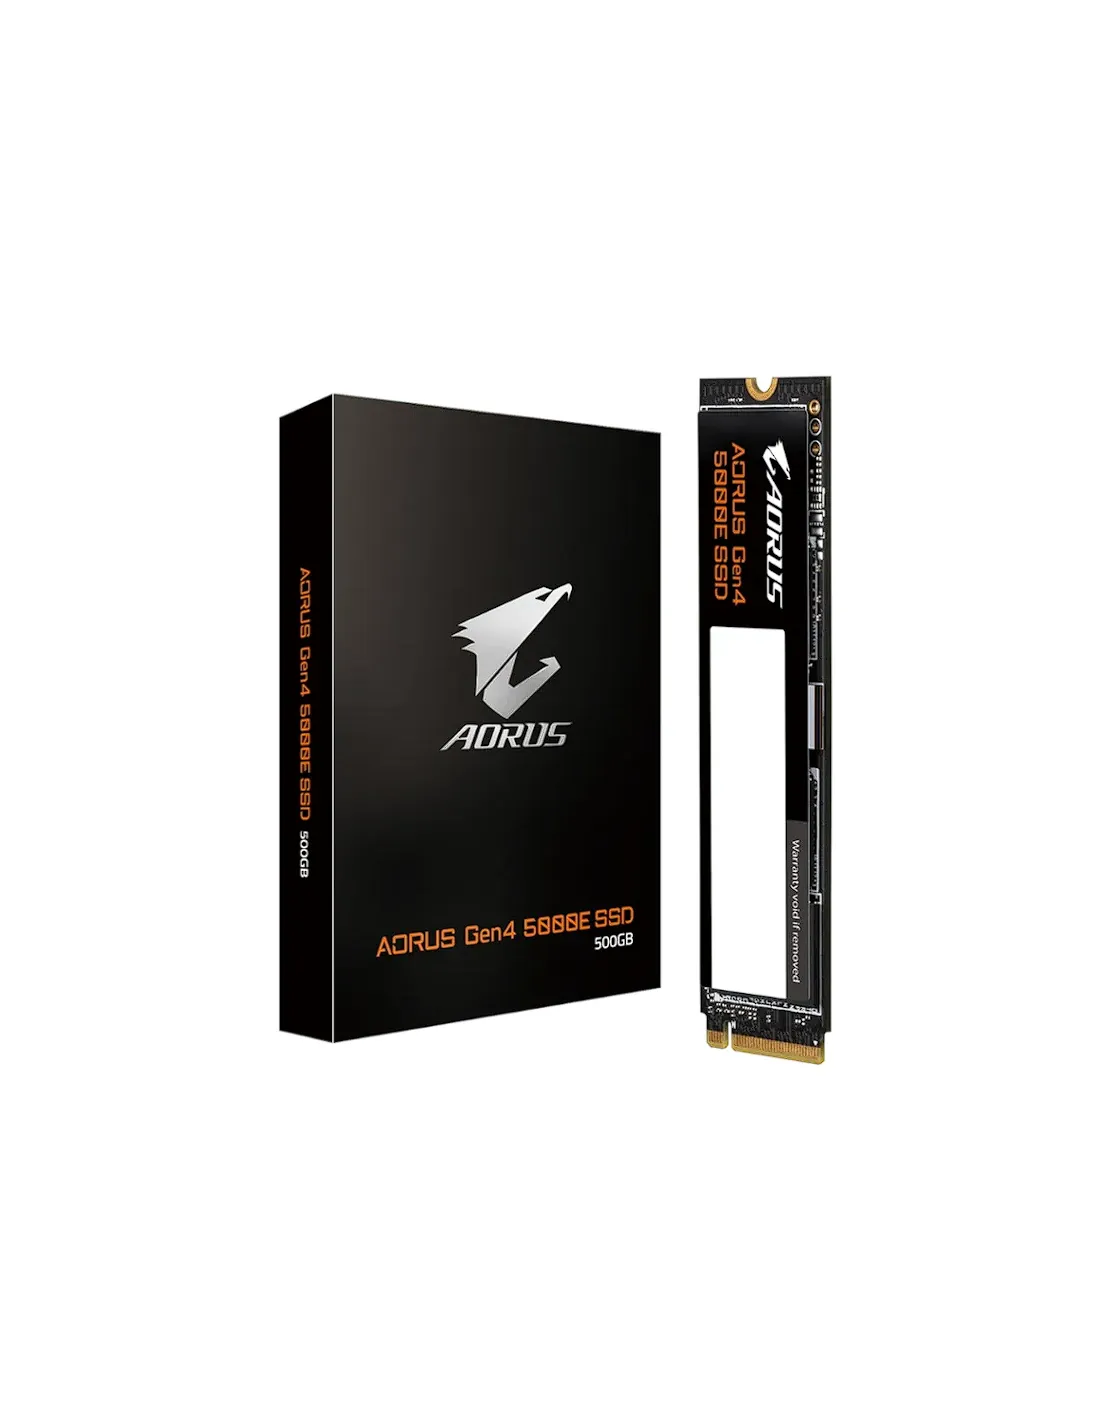 AORUS Gen4 5000E SSD 500GB
AORUS
AORUS Gen4 5000E SSD
500GB
AORUS
AORUS Gen4
5000E SSD
Warranty void if removed